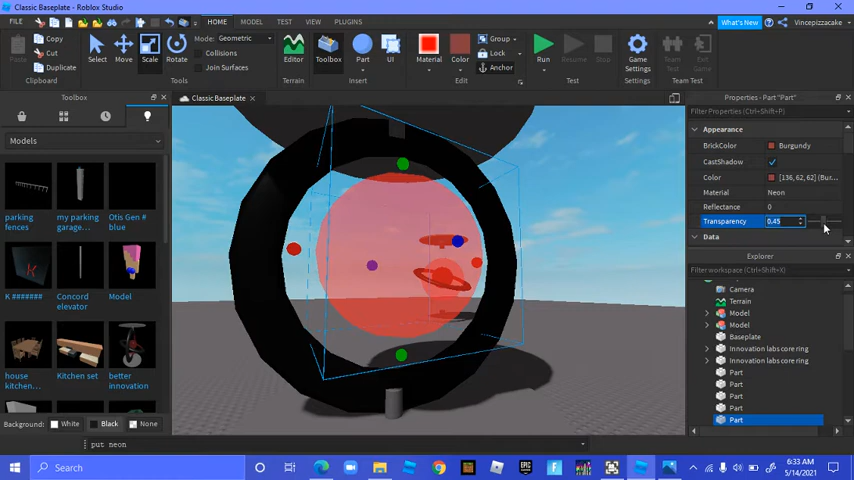 Classic Baseplate - Roblox Studio
FILE HOME MODEL TEST VIEW PLUGINS What's New Vincepizzacake
Paste Copy Cut Duplicate Clipboard
Select Move Scale Rotate Mode: Geometric Collisions Join Surfaces Tools
Editor Terrain
Toolbox Part UI Insert
Material Color Group Lock Anchor Edit
Run Resume Stop Test
Game Settings Settings
Team Test Exit Game Team Test
Toolbox
Models
parking fences
my parking garage...
Otis Gen # blue
K #######
Concord elevator
Model
house kitchen...
Kitchen set
better innovation
Background: White Black None
Classic Baseplate
Properties - Part "Part"
Filter Properties (Ctrl+Shift+P)
Appearance
BrickColor Burgundy
CastShadow
Color [136, 62, 62] (Bur...
Material Neon
Reflectance 0
Transparency 0.45
Data
Explorer
Filter workspace (Ctrl+Shift+X)
Camera
Terrain
Model
Model
Baseplate
Innovation labs core ring
Innovation labs core ring
Part
Part
Part
Part
Part
put neon
Search
EPIC GAMES
6:33 AM
5/14/2021